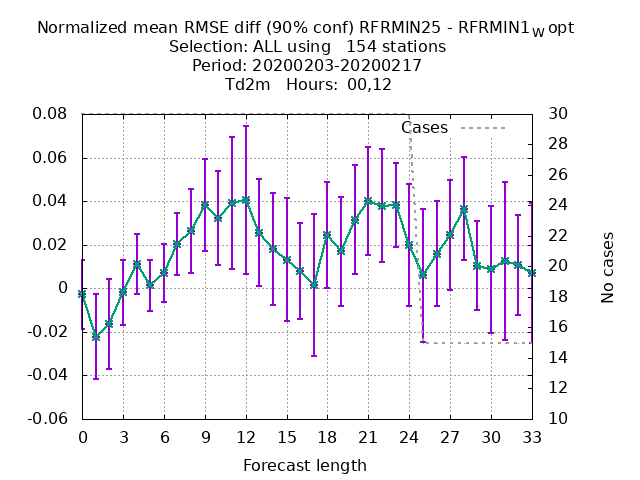 Normalized mean RMSE diff (90% conf) RFRMIN25 - RFRMIN1W opt
Selection: ALL using 154 stations
Period: 20200203-20200217
Td2m Hours: 00,12
Cases
0.08
0.06
0.04
0.02
0
-0.02
-0.04
-0.06
30
28
26
24
22
20
18
16
14
12
10
No cases
0 3 6 9 12 15 18 21 24 27 30 33
Forecast length